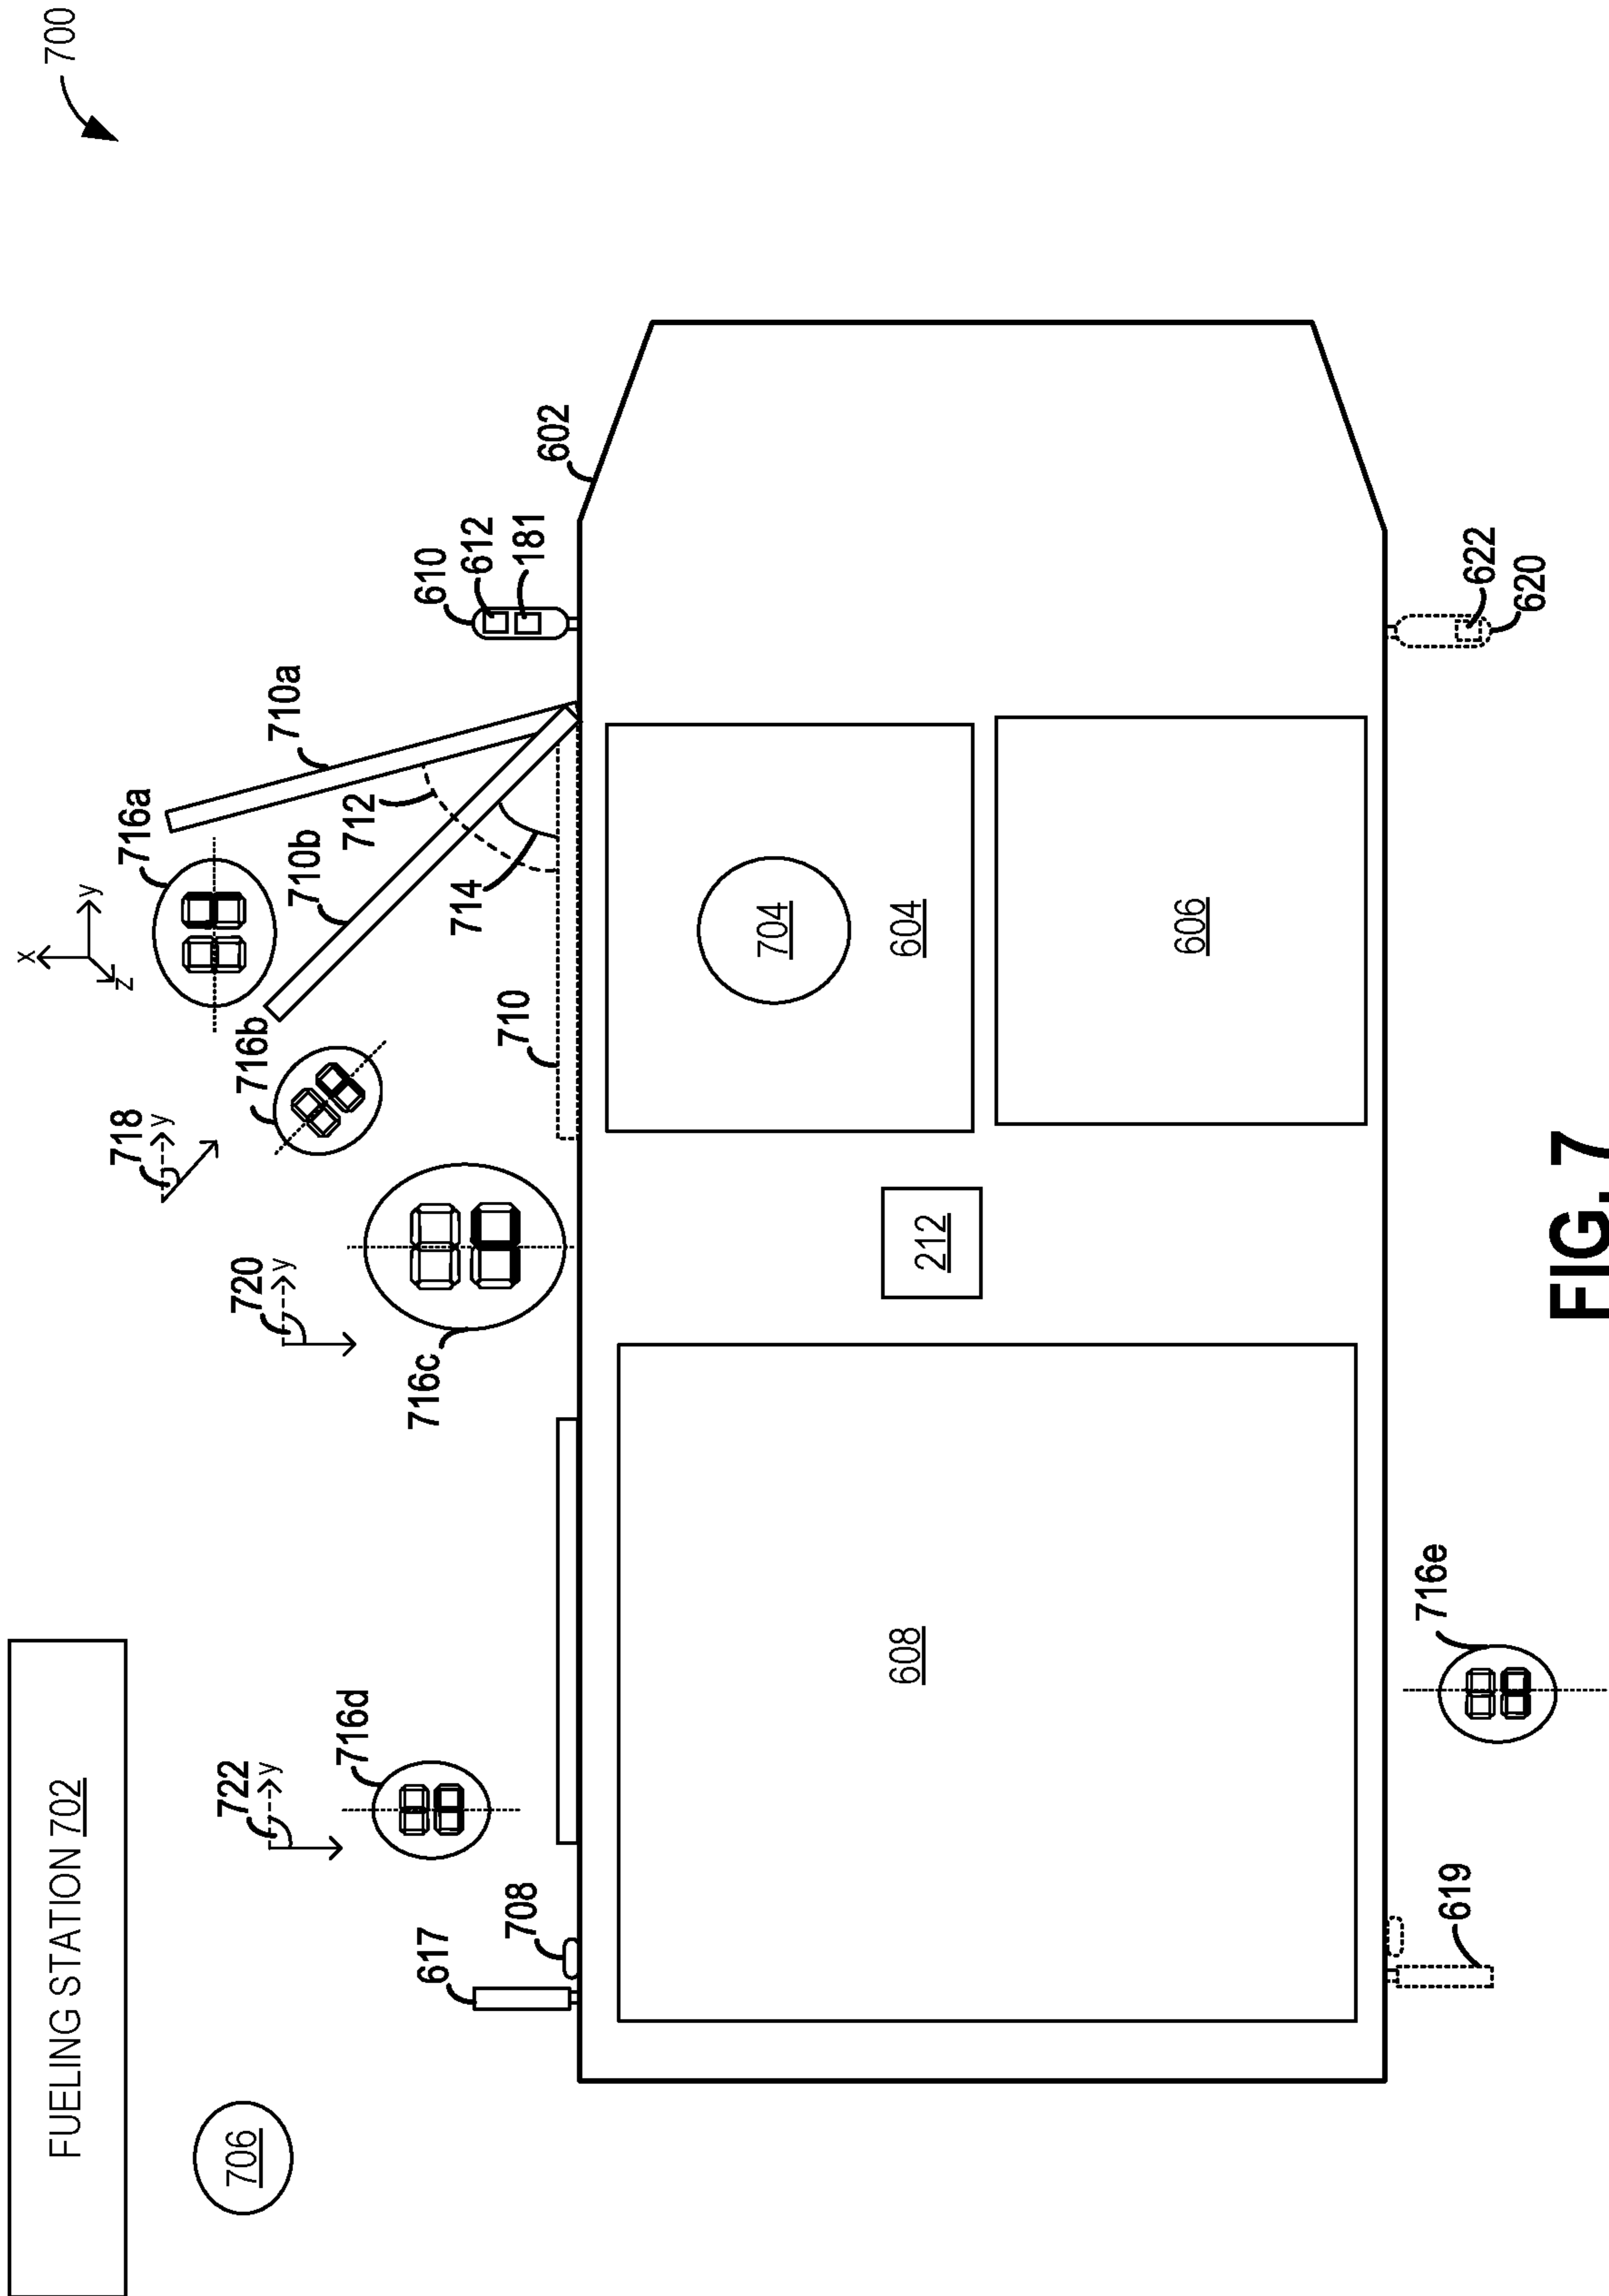 700
FUELING STATION 702
x
y
z
716a
718
y
722
y
720
y
706
716b
710a
710b
716d
712
716c
610
617
714
612
710
708
181
602
704
604
608
606
212
716e
619
622
620
FIG. 7